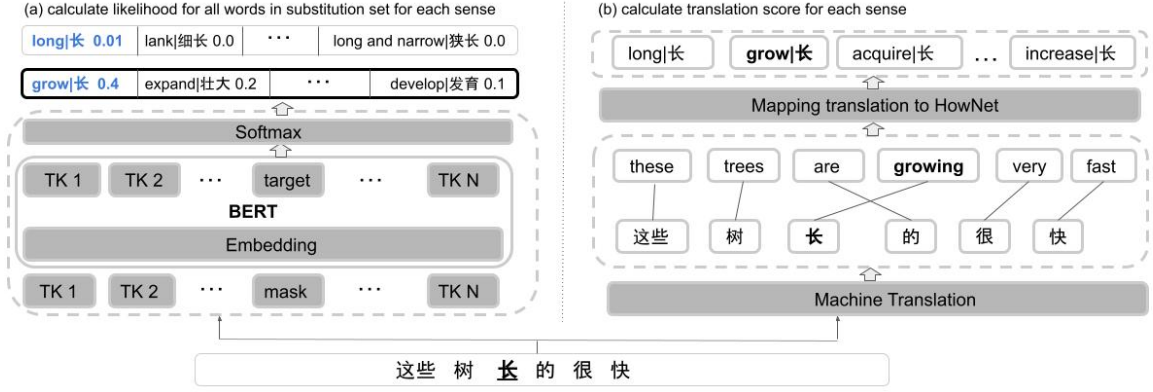 (a) calculate likelihood for all words in substitution set for each sense
long|长 0.01 lank|细长 0.0 ... long and narrow|狭长 0.0
grow|长 0.4 expand|壮大 0.2 ... develop|发育 0.1
Softmax
TK 1 TK 2 ... target ... TK N
BERT
Embedding
TK 1 TK 2 ... mask ... TK N
(b) calculate translation score for each sense
long|长 grow|长 acquire|长 ... increase|长
Mapping translation to HowNet
these trees are growing very fast
这些 树 长 的 很 快
Machine Translation
这些 树 长 的 很 快